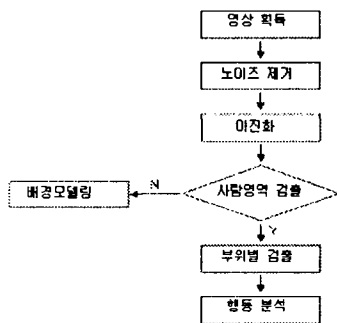 영상 획득
노이즈 제거
이진화
N
배경모델링
사람영역 검출
Y
부위별 검출
행동 분석